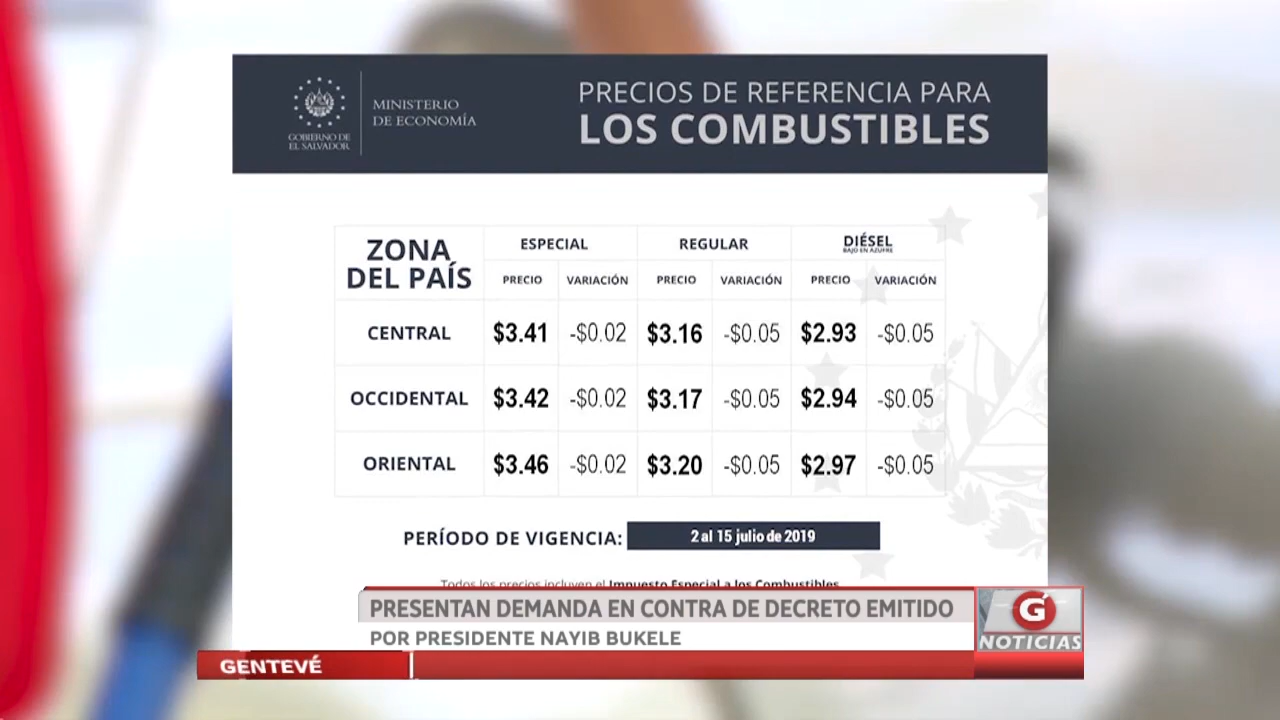 GOBIERNO DE
EL SALVADOR
MINISTERIO
DE ECONOMÍA
PRECIOS DE REFERENCIA PARA
LOS COMBUSTIBLES
ZONA
DEL PAÍS
ESPECIAL REGULAR DIÉSEL
BAJO EN AZUFRE
PRECIO VARIACIÓN PRECIO VARIACIÓN PRECIO VARIACIÓN
CENTRAL $3.41 -$0.02 $3.16 -$0.05 $2.93 -$0.05
OCCIDENTAL $3.42 -$0.02 $3.17 -$0.05 $2.94 -$0.05
ORIENTAL $3.46 -$0.02 $3.20 -$0.05 $2.97 -$0.05
PERÍODO DE VIGENCIA: 2 al 15 julio de 2019
Todos los precios incluyen el Impuesto Especial a los Combustibles
PRESENTAN DEMANDA EN CONTRA DE DECRETO EMITIDO
POR PRESIDENTE NAYIB BUKELE
G
NOTICIAS
GENTEVÉ